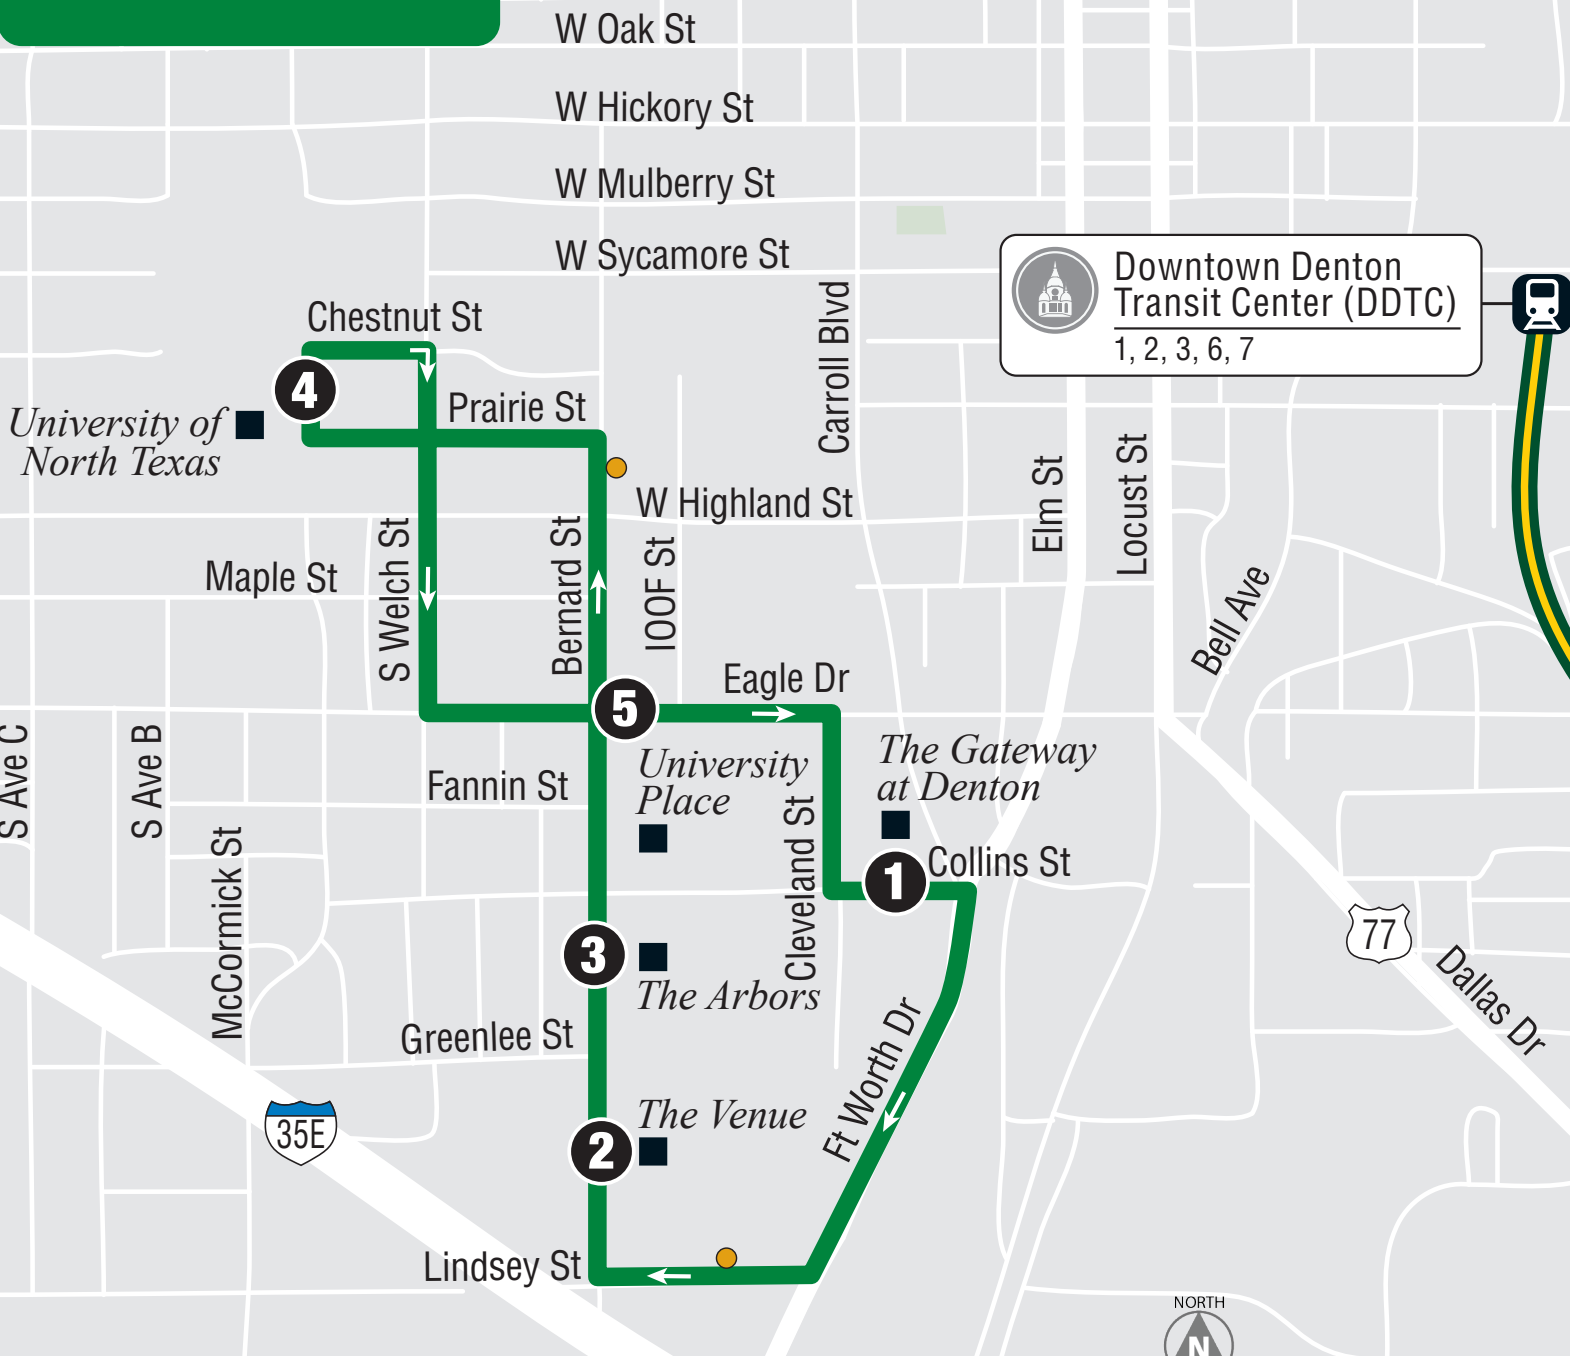 W Oak St
W Hickory St
W Mulberry St
W Sycamore St
Downtown Denton
Transit Center (DDTC)
1, 2, 3, 6, 7
Chestnut St
Carroll Blvd
4
Prairie St
University of
North Texas
W Highland St
Elm St
Locust St
Maple St
S Welch St
Bernard St
IOOF St
Bell Ave
5
Eagle Dr
S Ave C
S Ave B
University
Place
The Gateway
at Denton
Fannin St
Cleveland St
McCormick St
1
Collins St
77
3
The Arbors
Dallas Dr
Greenlee St
Ft Worth Dr
35E
The Venue
2
Lindsey St
NORTH
N